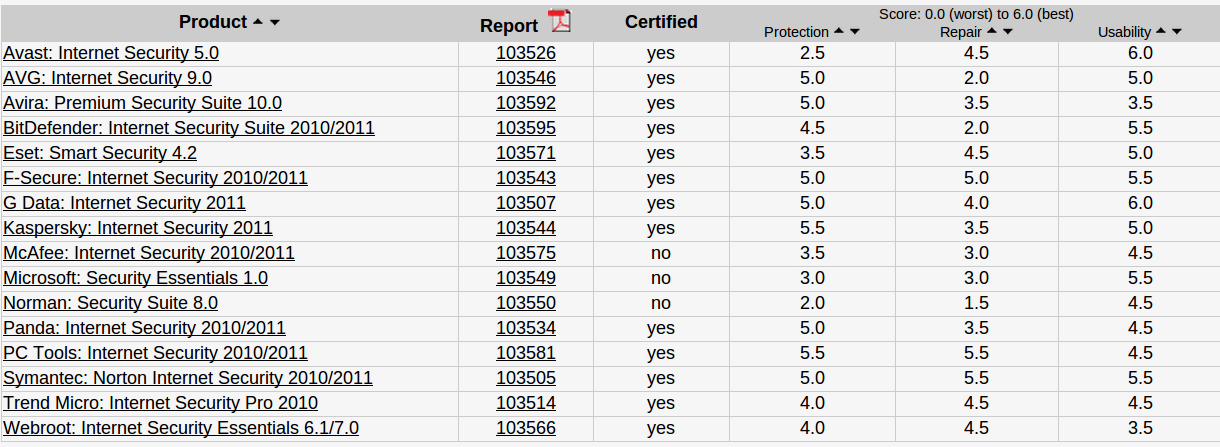 Product Report Certified Score: 0.0 (worst) to 6.0 (best)
Protection Repair Usability
Avast: Internet Security 5.0 103526 yes 2.5 4.5 6.0
AVG: Internet Security 9.0 103546 yes 5.0 2.0 5.0
Avira: Premium Security Suite 10.0 103592 yes 5.0 3.5 3.5
BitDefender: Internet Security Suite 2010/2011 103595 yes 4.5 2.0 5.5
Eset: Smart Security 4.2 103571 yes 3.5 4.5 5.0
F-Secure: Internet Security 2010/2011 103543 yes 5.0 5.0 5.5
G Data: Internet Security 2011 103507 yes 5.0 4.0 6.0
Kaspersky: Internet Security 2011 103544 yes 5.5 3.5 5.0
McAfee: Internet Security 2010/2011 103575 no 3.5 3.0 4.5
Microsoft: Security Essentials 1.0 103549 no 3.0 3.0 5.5
Norman: Security Suite 8.0 103550 no 2.0 1.5 4.5
Panda: Internet Security 2010/2011 103534 yes 5.0 3.5 4.5
PC Tools: Internet Security 2010/2011 103581 yes 5.5 5.5 4.5
Symantec: Norton Internet Security 2010/2011 103505 yes 5.0 5.5 5.5
Trend Micro: Internet Security Pro 2010 103514 yes 4.0 4.5 4.5
Webroot: Internet Security Essentials 6.1/7.0 103566 yes 4.0 4.5 3.5